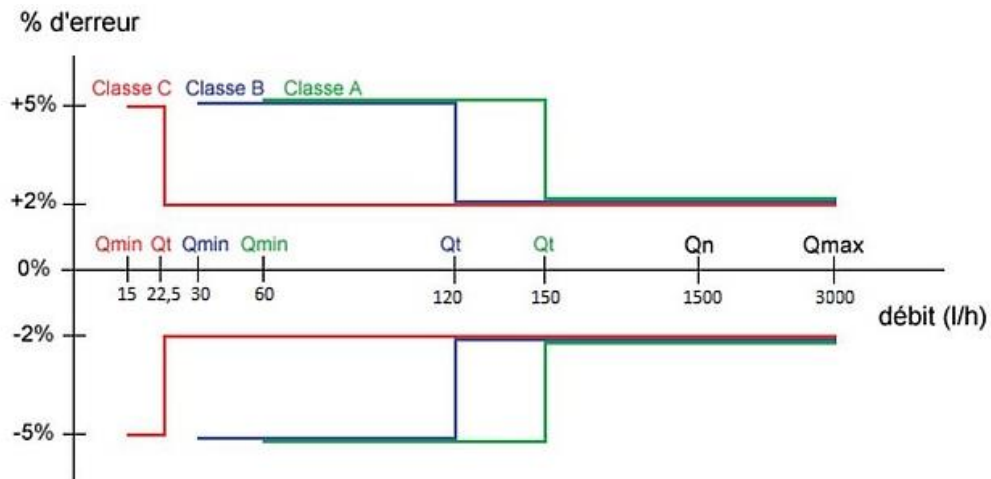 % d'erreur
Classe C Classe B Classe A
+5%
+2%
Qmin Qt Qmin Qmin Qt Qt Qn Qmax
0%
15 22,5 30 60 120 150 1500 3000
débit (l/h)
-2%
-5%